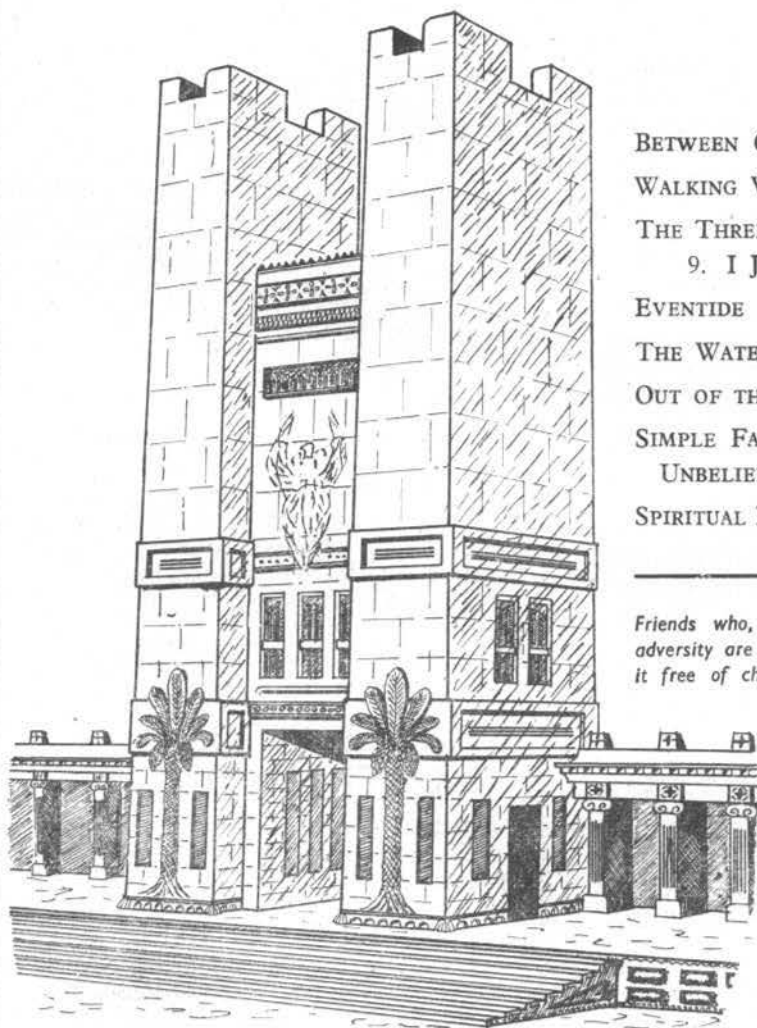 BETWEEN
WALKING
THE THREE
9. I J
EVENTIDE
THE WATE
OUT OF TH
SIMPLE FA
UNBELIE
SPIRITUAL
Friends who,
adversity are
it free of ch